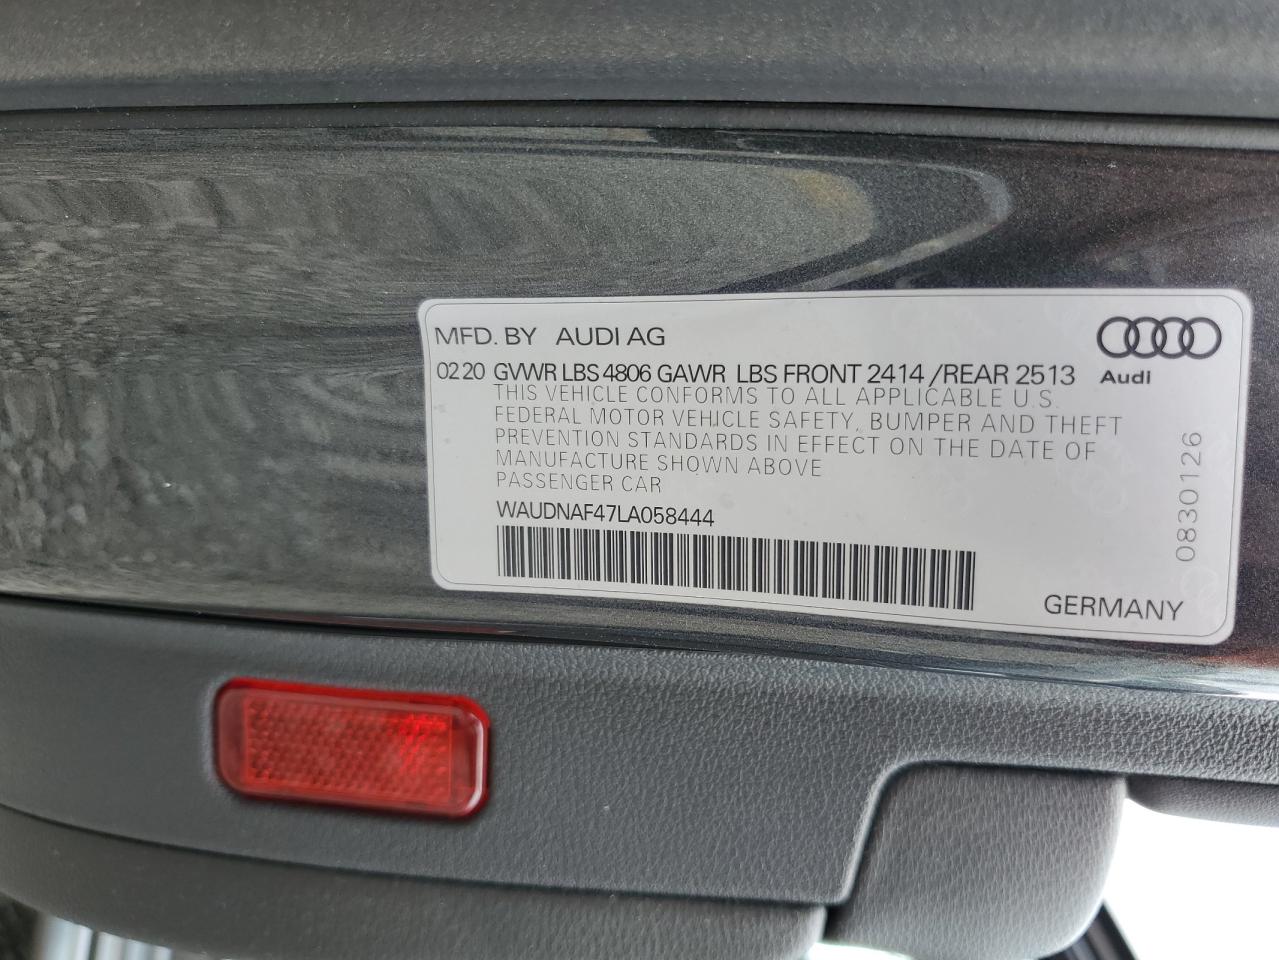 MFD. BY AUDI AG
0220 GVWR LBS 4806 GAWR LBS FRONT 2414 /REAR 2513
Audi
THIS VEHICLE CONFORMS TO ALL APPLICABLE U.S.
FEDERAL MOTOR VEHICLE SAFETY, BUMPER AND THEFT
PREVENTION STANDARDS IN EFFECT ON THE DATE OF
MANUFACTURE SHOWN ABOVE
PASSENGER CAR
WAUDNAF47LA058444
0830126
GERMANY